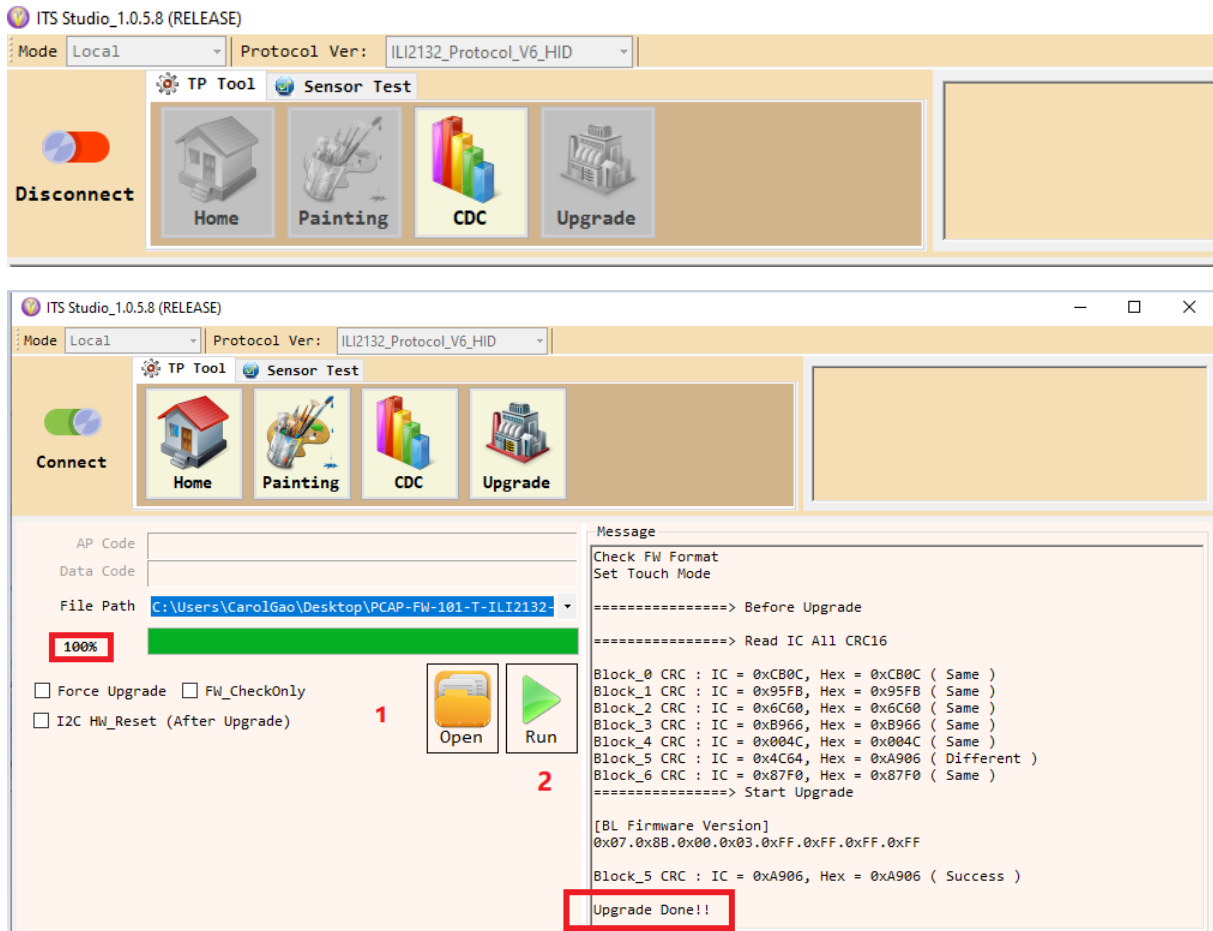 ITS Studio_1.0.5.8 (RELEASE)
Mode Local Protocol Ver: ILI2132_Protocol_V6_HID
TP Tool Sensor Test
Disconnect
Home Painting CDC Upgrade
ITS Studio_1.0.5.8 (RELEASE)
Mode Local Protocol Ver: ILI2132_Protocol_V6_HID
TP Tool Sensor Test
Connect
Home Painting CDC Upgrade
AP Code
Data Code
File Path C:\Users\CarolGao\Desktop\PCAP-FW-101-T-ILI2132-
100%
Force Upgrade FW_CheckOnly
I2C HW_Reset (After Upgrade)
1
Open Run
2
Message
Check FW Format
Set Touch Mode
================> Before Upgrade
================> Read IC All CRC16
Block_0 CRC : IC = 0xCB0C, Hex = 0xCB0C ( Same )
Block_1 CRC : IC = 0x95FB, Hex = 0x95FB ( Same )
Block_2 CRC : IC = 0x6C60, Hex = 0x6C60 ( Same )
Block_3 CRC : IC = 0xB966, Hex = 0xB966 ( Same )
Block_4 CRC : IC = 0x004C, Hex = 0x004C ( Same )
Block_5 CRC : IC = 0x4C64, Hex = 0xA906 ( Different )
Block_6 CRC : IC = 0x87F0, Hex = 0x87F0 ( Same )
================> Start Upgrade
[BL Firmware Version]
0x07.0x8B.0x00.0x03.0xFF.0xFF.0xFF.0xFF
Block_5 CRC : IC = 0xA906, Hex = 0xA906 ( Success )
Upgrade Done!!